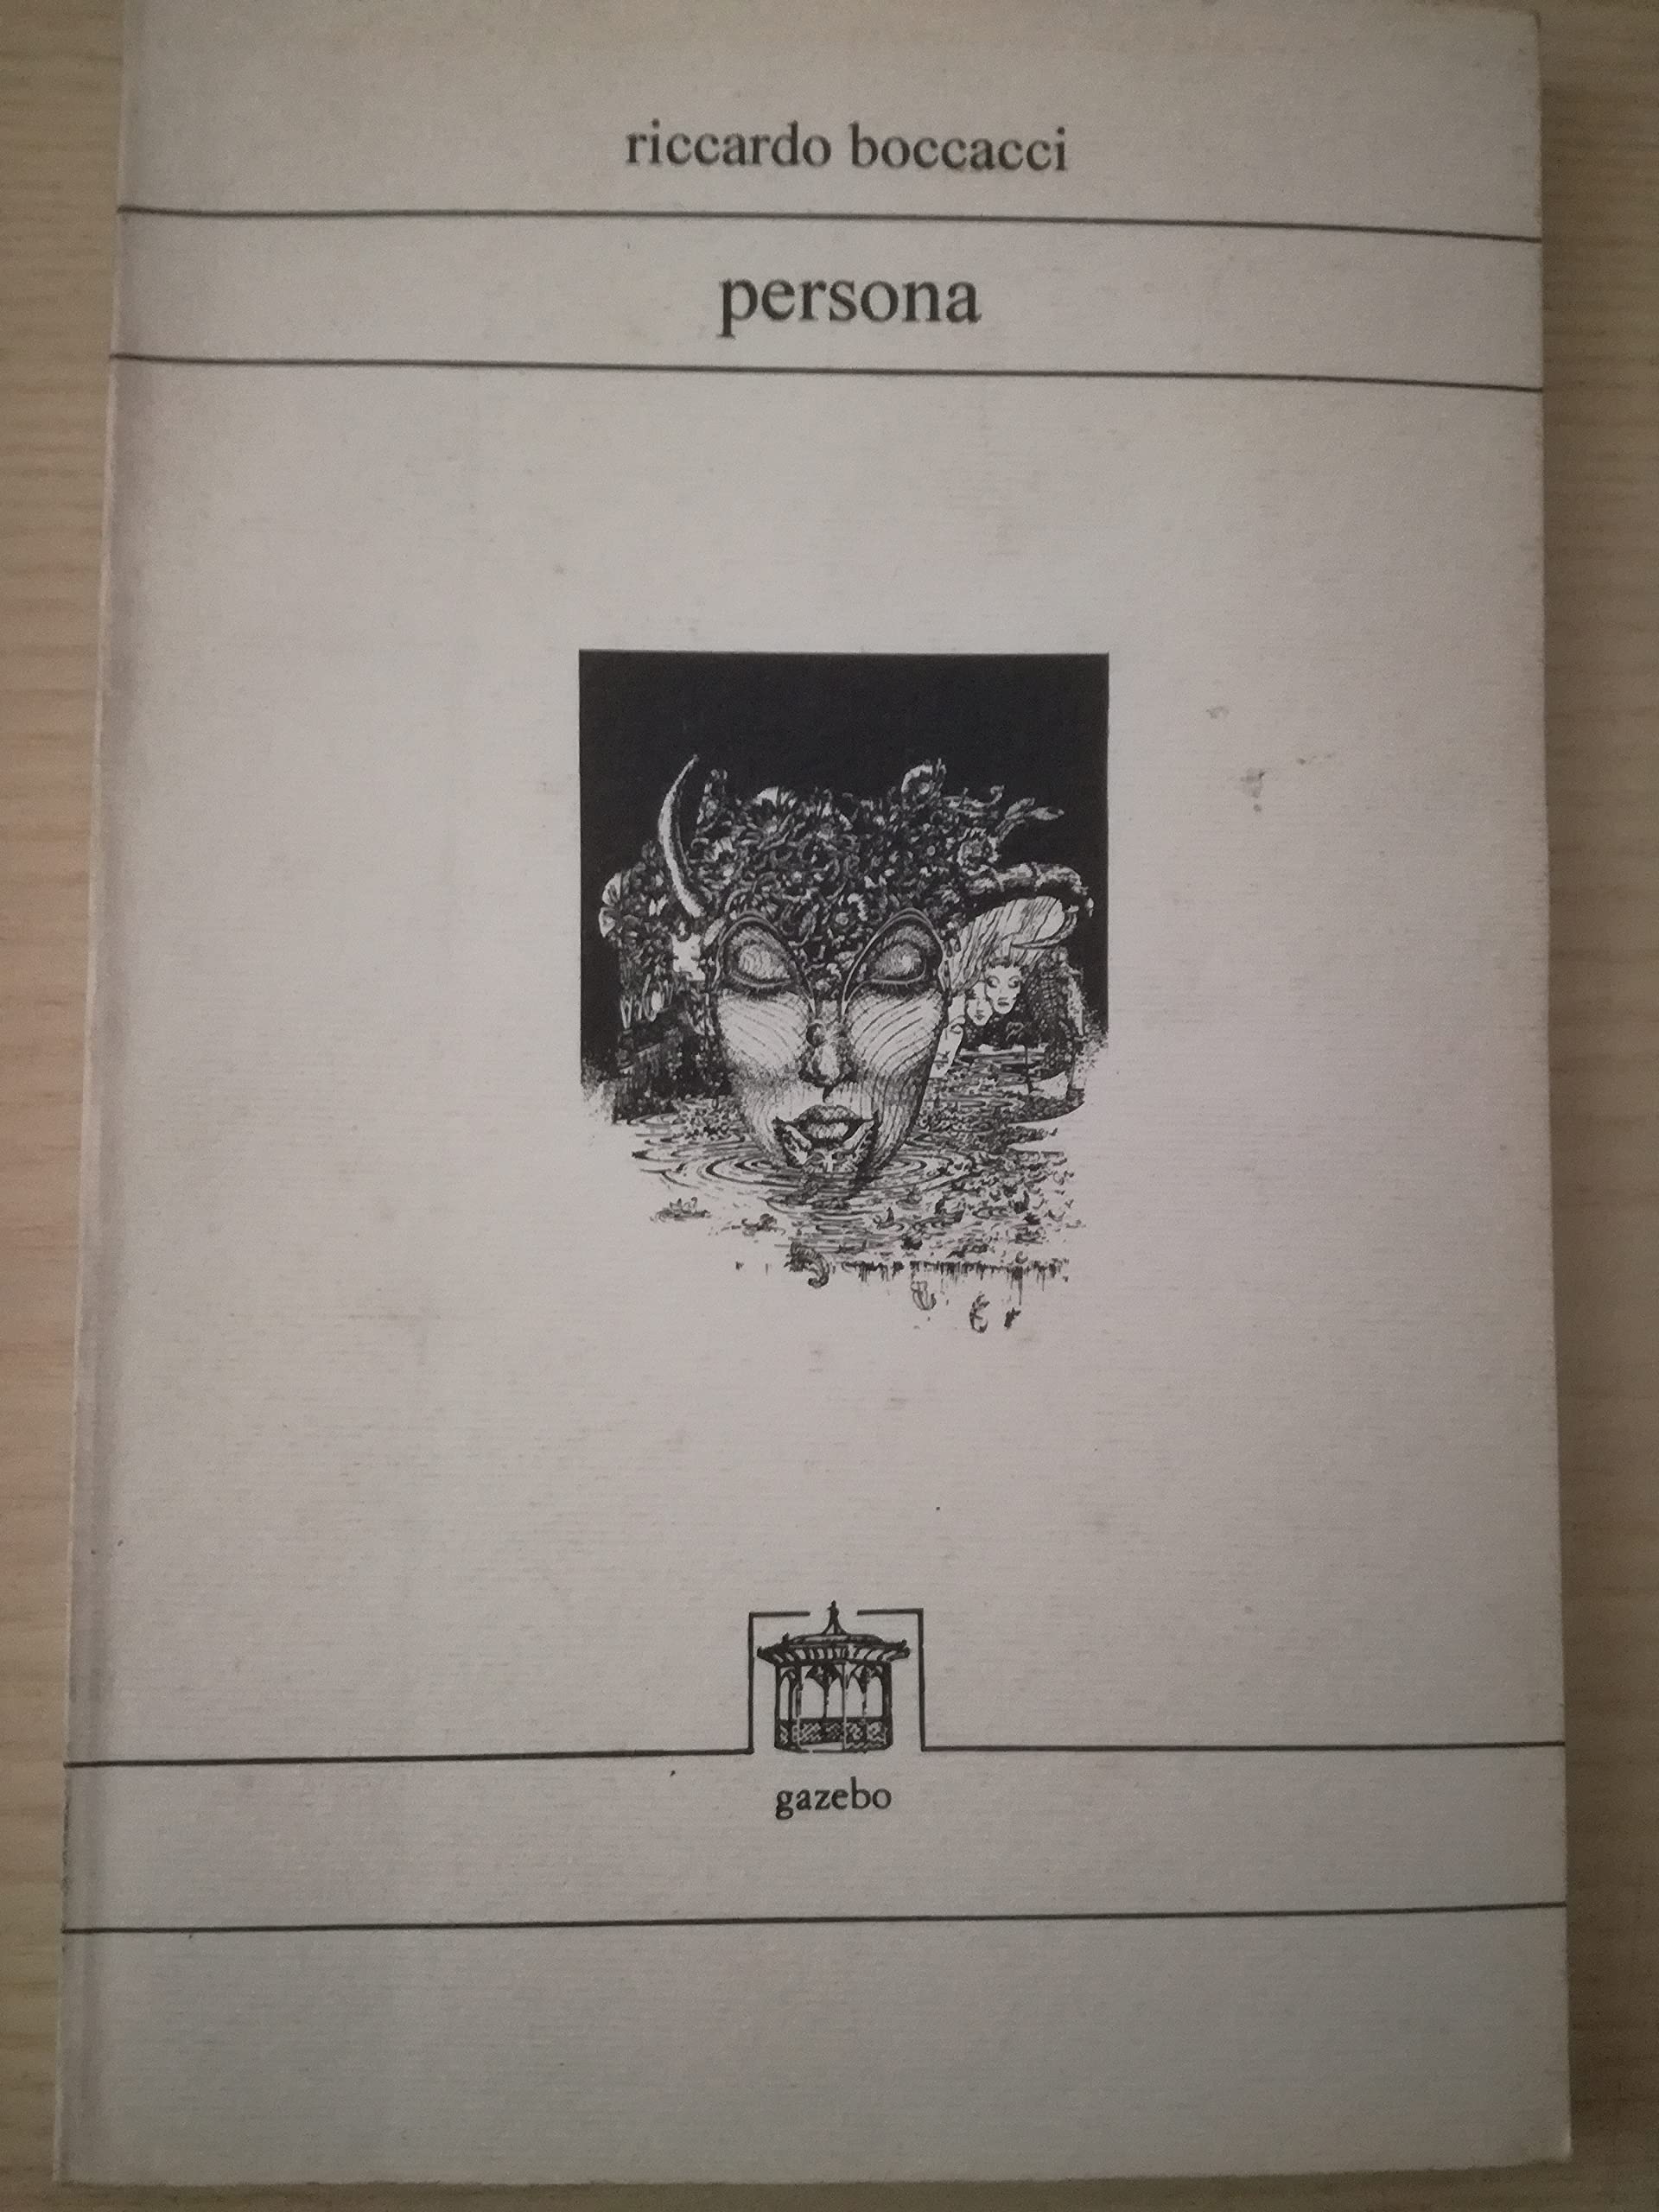 riccardo boccacci
persona
gazebo